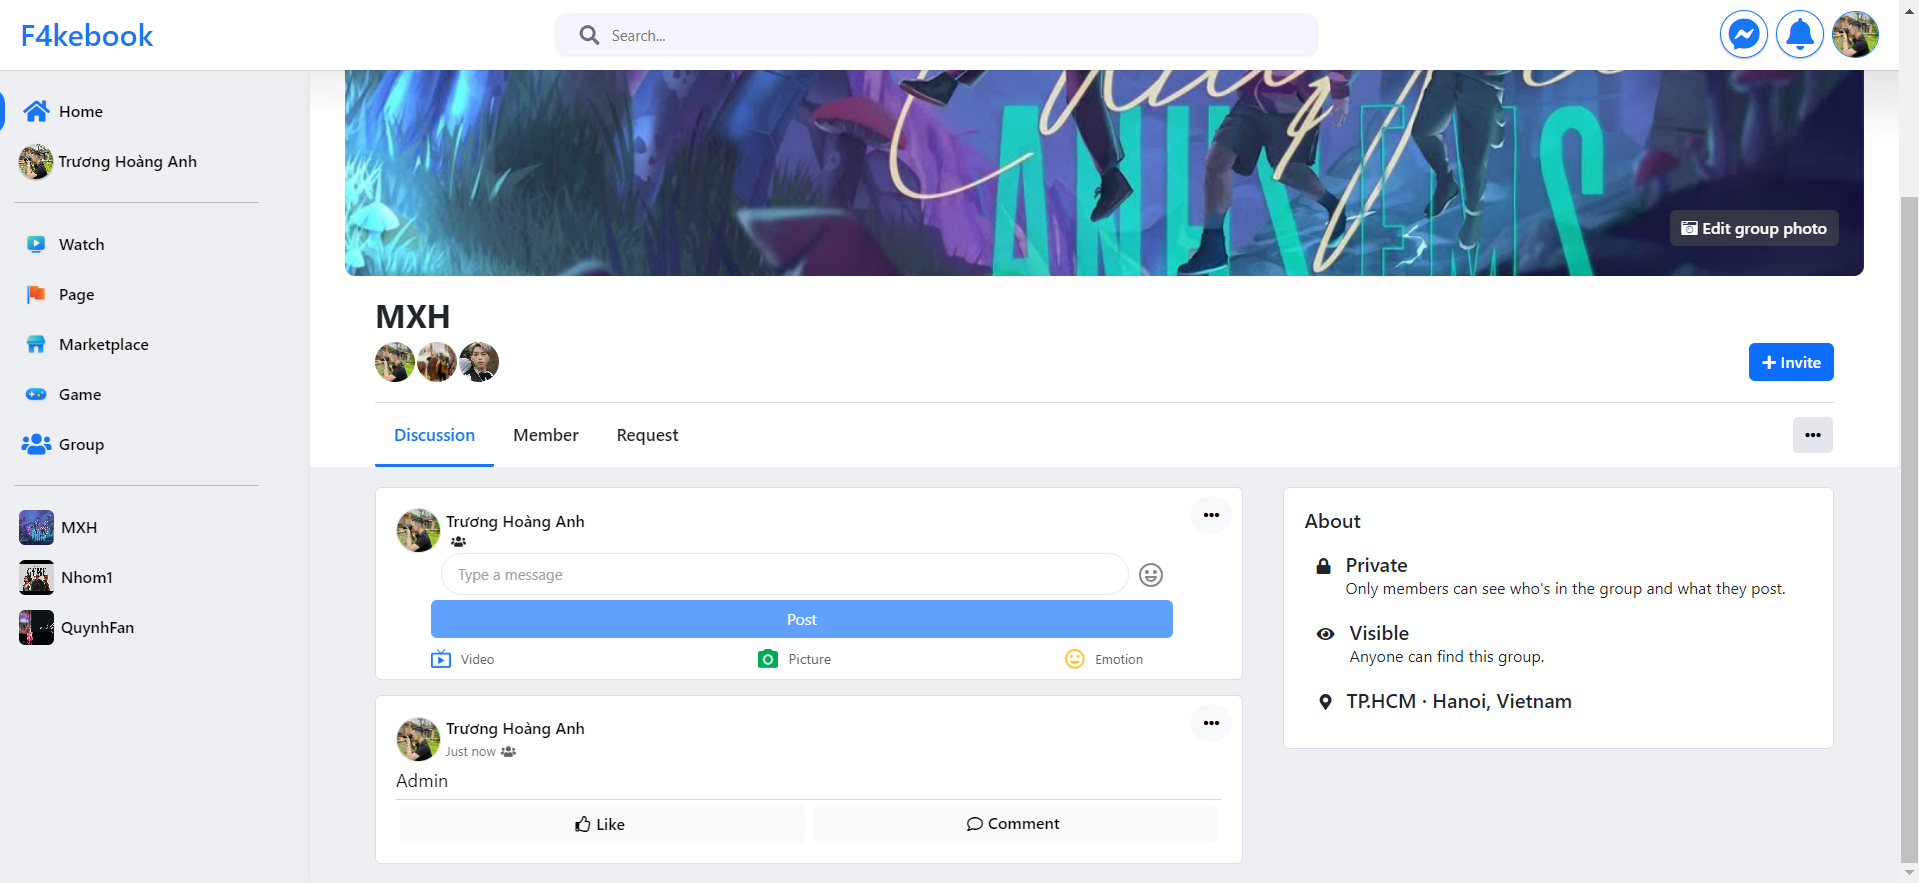 F4kebook
Search...
Home
Trương Hoàng Anh
Watch
Page
Marketplace
Game
Group
MXH
Nhom1
QuynhFan
ANH EMS
Edit group photo
MXH
Invite
Discussion
Member
Request
Trương Hoàng Anh
Type a message
Post
Video
Picture
Emotion
Trương Hoàng Anh
Just now
Admin
Like
Comment
About
Private
Only members can see who's in the group and what they post.
Visible
Anyone can find this group.
TP.HCM · Hanoi, Vietnam